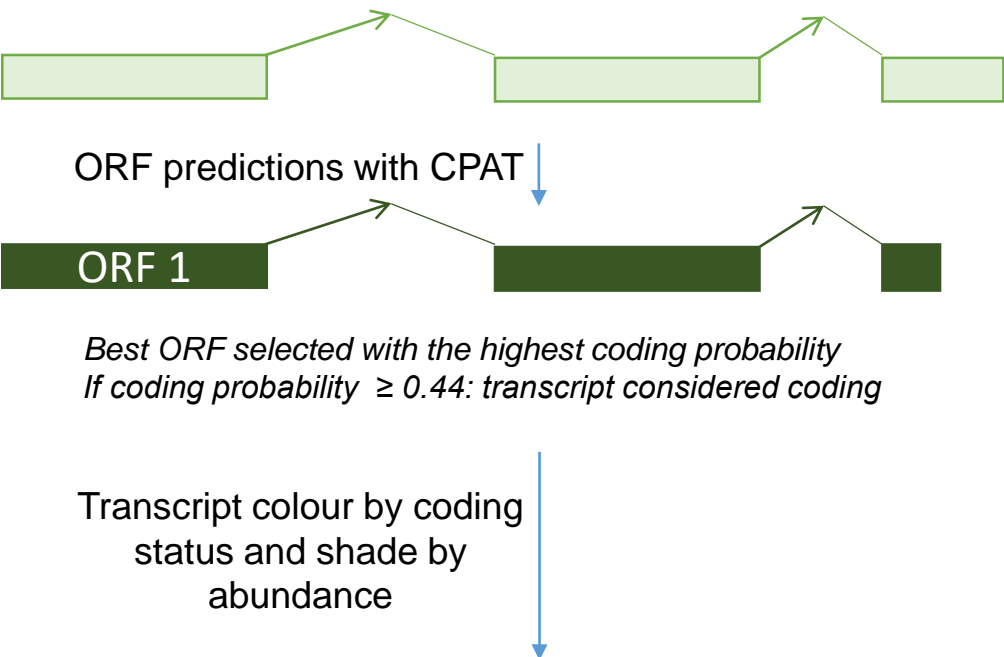 ORF predictions with CPAT
ORF 1
Best ORF selected with the highest coding probability
If coding probability ≥ 0.44: transcript considered coding
Transcript colour by coding
status and shade by
abundance